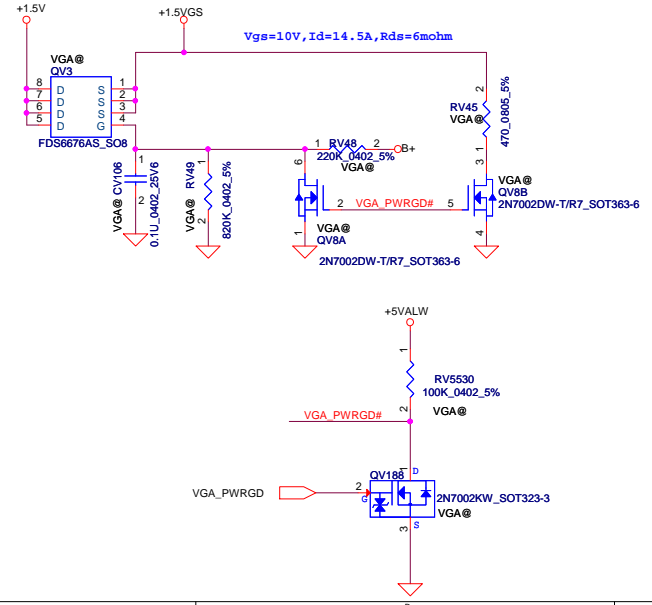 +1.5V
+1.5VGS
Vgs=10V,Id=14.5A,Rds=6mohm
VGA@
QV3
8 D S 1
7 D S 2
6 D S 3
5 D G 4
FDS6676AS_SO8
2
RV45
VGA@
470_0805_5%
1
1 RV48 2 B+
220K_0402_5%
VGA@
1
CV106
VGA@
0.1U_0402_25V6
2
1
RV49
VGA@
820K_0402_5%
2
6
2 VGA_PWRGD# 5
1
VGA@
QV8A
2N7002DW-T/R7_SOT363-6
3
VGA@
QV8B
2N7002DW-T/R7_SOT363-6
4
+5VALW
1
RV5530
100K_0402_5%
2
VGA@
VGA_PWRGD#
QV188
1 D
VGA_PWRGD
2
G
2N7002KW_SOT323-3
VGA@
3 S